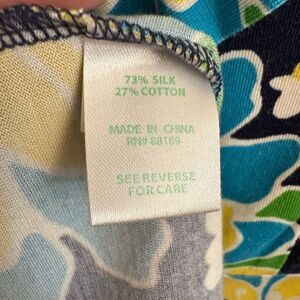 73% SILK
27% COTTON
MADE IN CHINA
RN# 88189
SEE REVERSE
FOR CARE